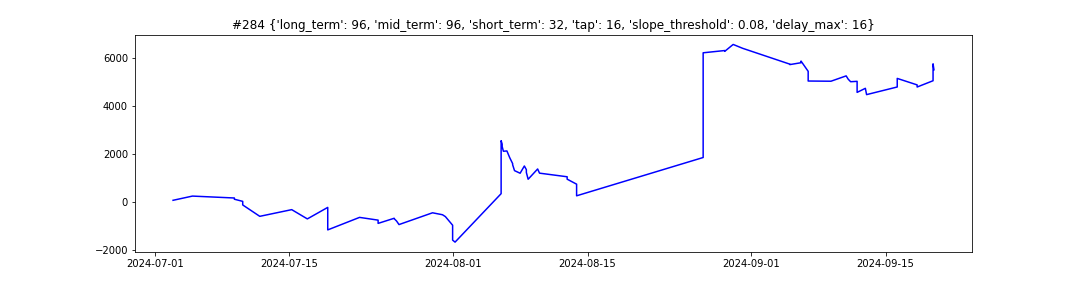 #284 {'long_term': 96, 'mid_term': 96, 'short_term': 32, 'tap': 16, 'slope_threshold': 0.08, 'delay_max': 16}
6000
4000
2000
0
−2000
2024-07-01 2024-07-15 2024-08-01 2024-08-15 2024-09-01 2024-09-15